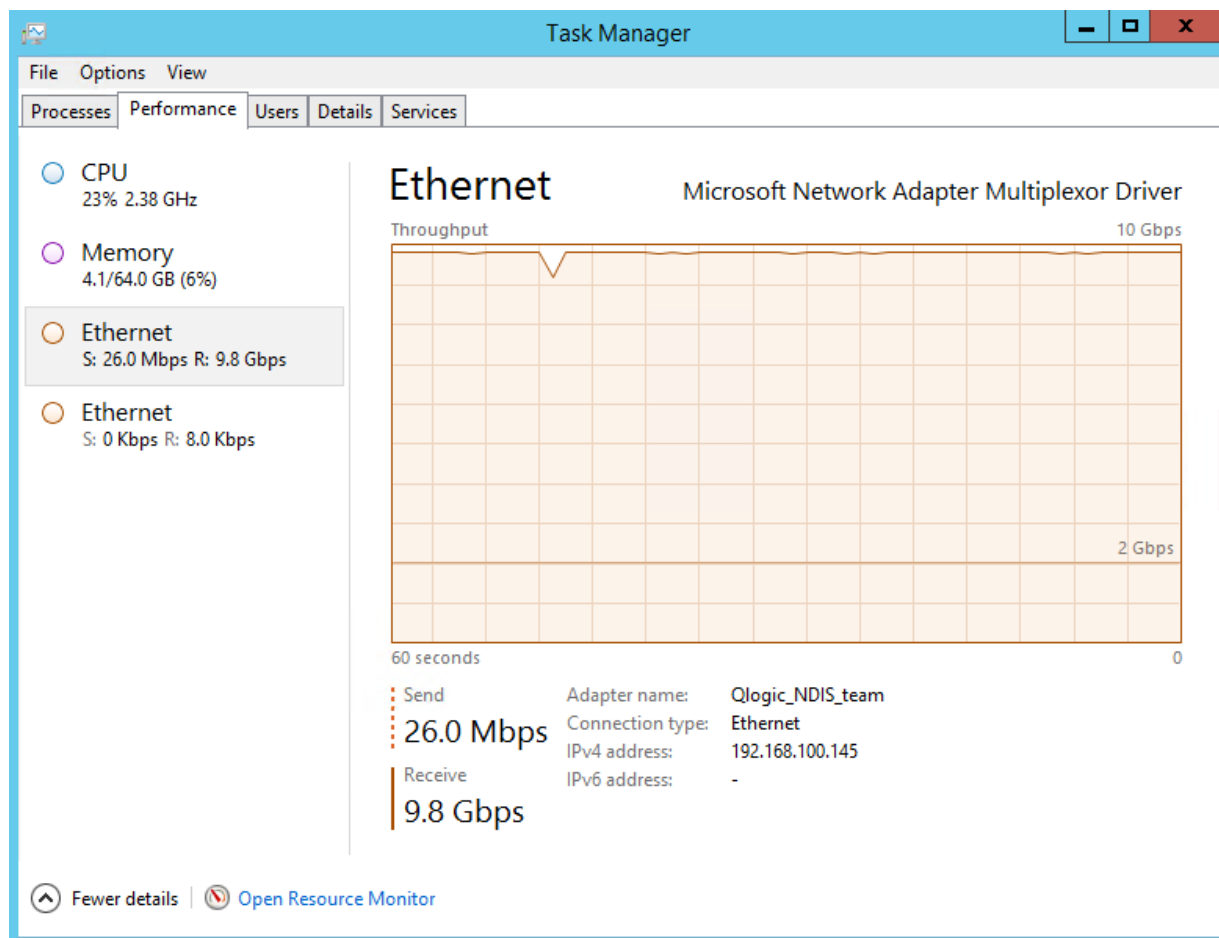 Task Manager
File Options View
Processes Performance Users Details Services
CPU
23% 2.38 GHz
Memory
4.1/64.0 GB (6%)
Ethernet
S: 26.0 Mbps R: 9.8 Gbps
Ethernet
S: 0 Kbps R: 8.0 Kbps
Ethernet Microsoft Network Adapter Multiplexor Driver
Throughput 10 Gbps
2 Gbps
60 seconds 0
Send
26.0 Mbps
Receive
9.8 Gbps
Adapter name: Qlogic_NDIS_team
Connection type: Ethernet
IPv4 address: 192.168.100.145
IPv6 address: -
Fewer details Open Resource Monitor